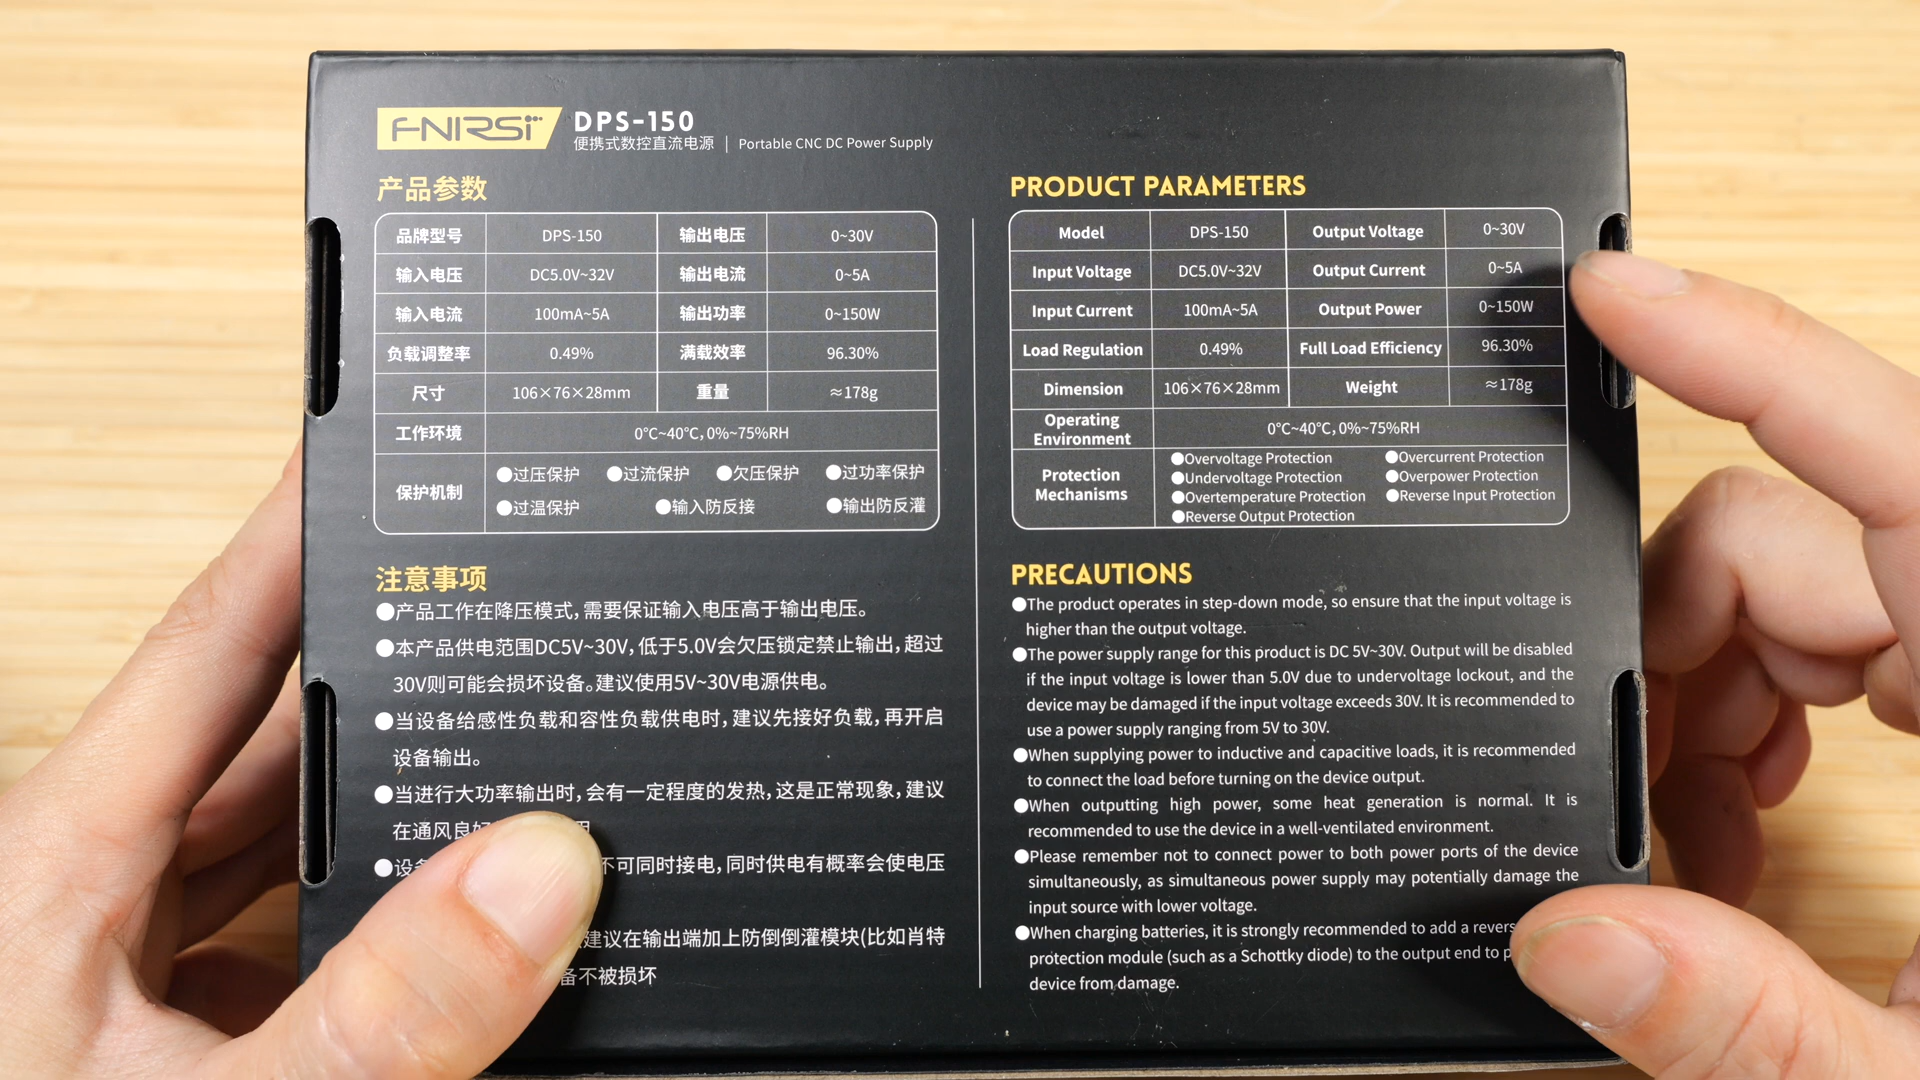 FNIRSI
DPS-150
便携式数控直流电源 | Portable CNC DC Power Supply
产品参数
品牌型号 DPS-150 输出电压 0~30V
输入电压 DC5.0V~32V 输出电流 0~5A
输入电流 100mA~5A 输出功率 0~150W
负载调整率 0.49% 满载效率 96.30%
尺寸 106×76×28mm 重量 ≈178g
工作环境 0℃~40℃,0%~75%RH
保护机制
●过压保护 ●过流保护 ●欠压保护 ●过功率保护
●过温保护 ●输入防反接 ●输出防反灌
注意事项
●产品工作在降压模式,需要保证输入电压高于输出电压。
●本产品供电范围DC5V~30V,低于5.0V会欠压锁定禁止输出,超过
30V则可能会损坏设备。建议使用5V~30V电源供电。
●当设备给感性负载和容性负载供电时,建议先接好负载,再开启
设备输出。
●当进行大功率输出时,会有一定程度的发热,这是正常现象,建议
在通风良好
●设备 不可同时接电,同时供电有概率会使电压
建议在输出端加上防倒倒灌模块(比如肖特
备不被损坏
PRODUCT PARAMETERS
Model DPS-150 Output Voltage 0~30V
Input Voltage DC5.0V~32V Output Current 0~5A
Input Current 100mA~5A Output Power 0~150W
Load Regulation 0.49% Full Load Efficiency 96.30%
Dimension 106×76×28mm Weight ≈178g
Operating
Environment 0℃~40℃,0%~75%RH
Protection
Mechanisms
●Overvoltage Protection ●Overcurrent Protection
●Undervoltage Protection ●Overpower Protection
●Overtemperature Protection ●Reverse Input Protection
●Reverse Output Protection
PRECAUTIONS
●The product operates in step-down mode, so ensure that the input voltage is
higher than the output voltage.
●The power supply range for this product is DC 5V~30V. Output will be disabled
if the input voltage is lower than 5.0V due to undervoltage lockout, and the
device may be damaged if the input voltage exceeds 30V. It is recommended to
use a power supply ranging from 5V to 30V.
●When supplying power to inductive and capacitive loads, it is recommended
to connect the load before turning on the device output.
●When outputting high power, some heat generation is normal. It is
recommended to use the device in a well-ventilated environment.
●Please remember not to connect power to both power ports of the device
simultaneously, as simultaneous power supply may potentially damage the
input source with lower voltage.
●When charging batteries, it is strongly recommended to add a revers
protection module (such as a Schottky diode) to the output end to p
device from damage.